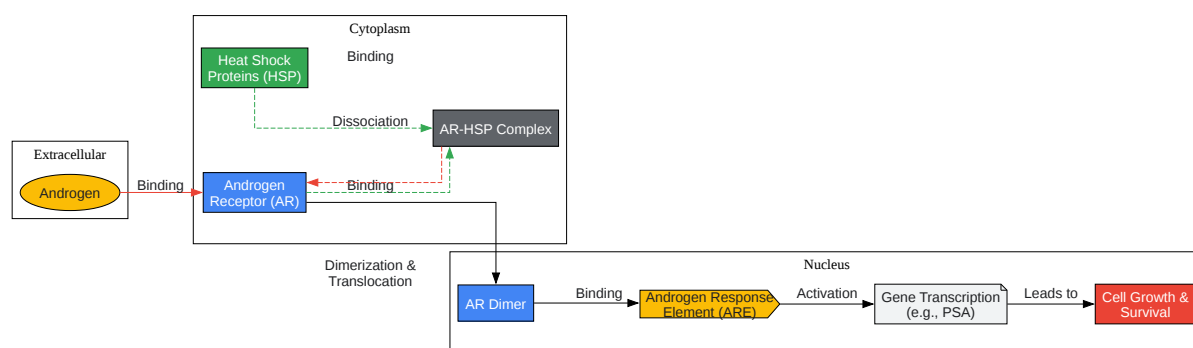 Cytoplasm
Heat Shock
Proteins (HSP)
Binding
Dissociation
AR-HSP Complex
Extracellular
Androgen
Binding
Androgen
Receptor (AR)
Binding
Dimerization &
Translocation
Nucleus
AR Dimer
Binding
Androgen Response
Element (ARE)
Activation
Gene Transcription
(e.g., PSA)
Leads to
Cell Growth &
Survival